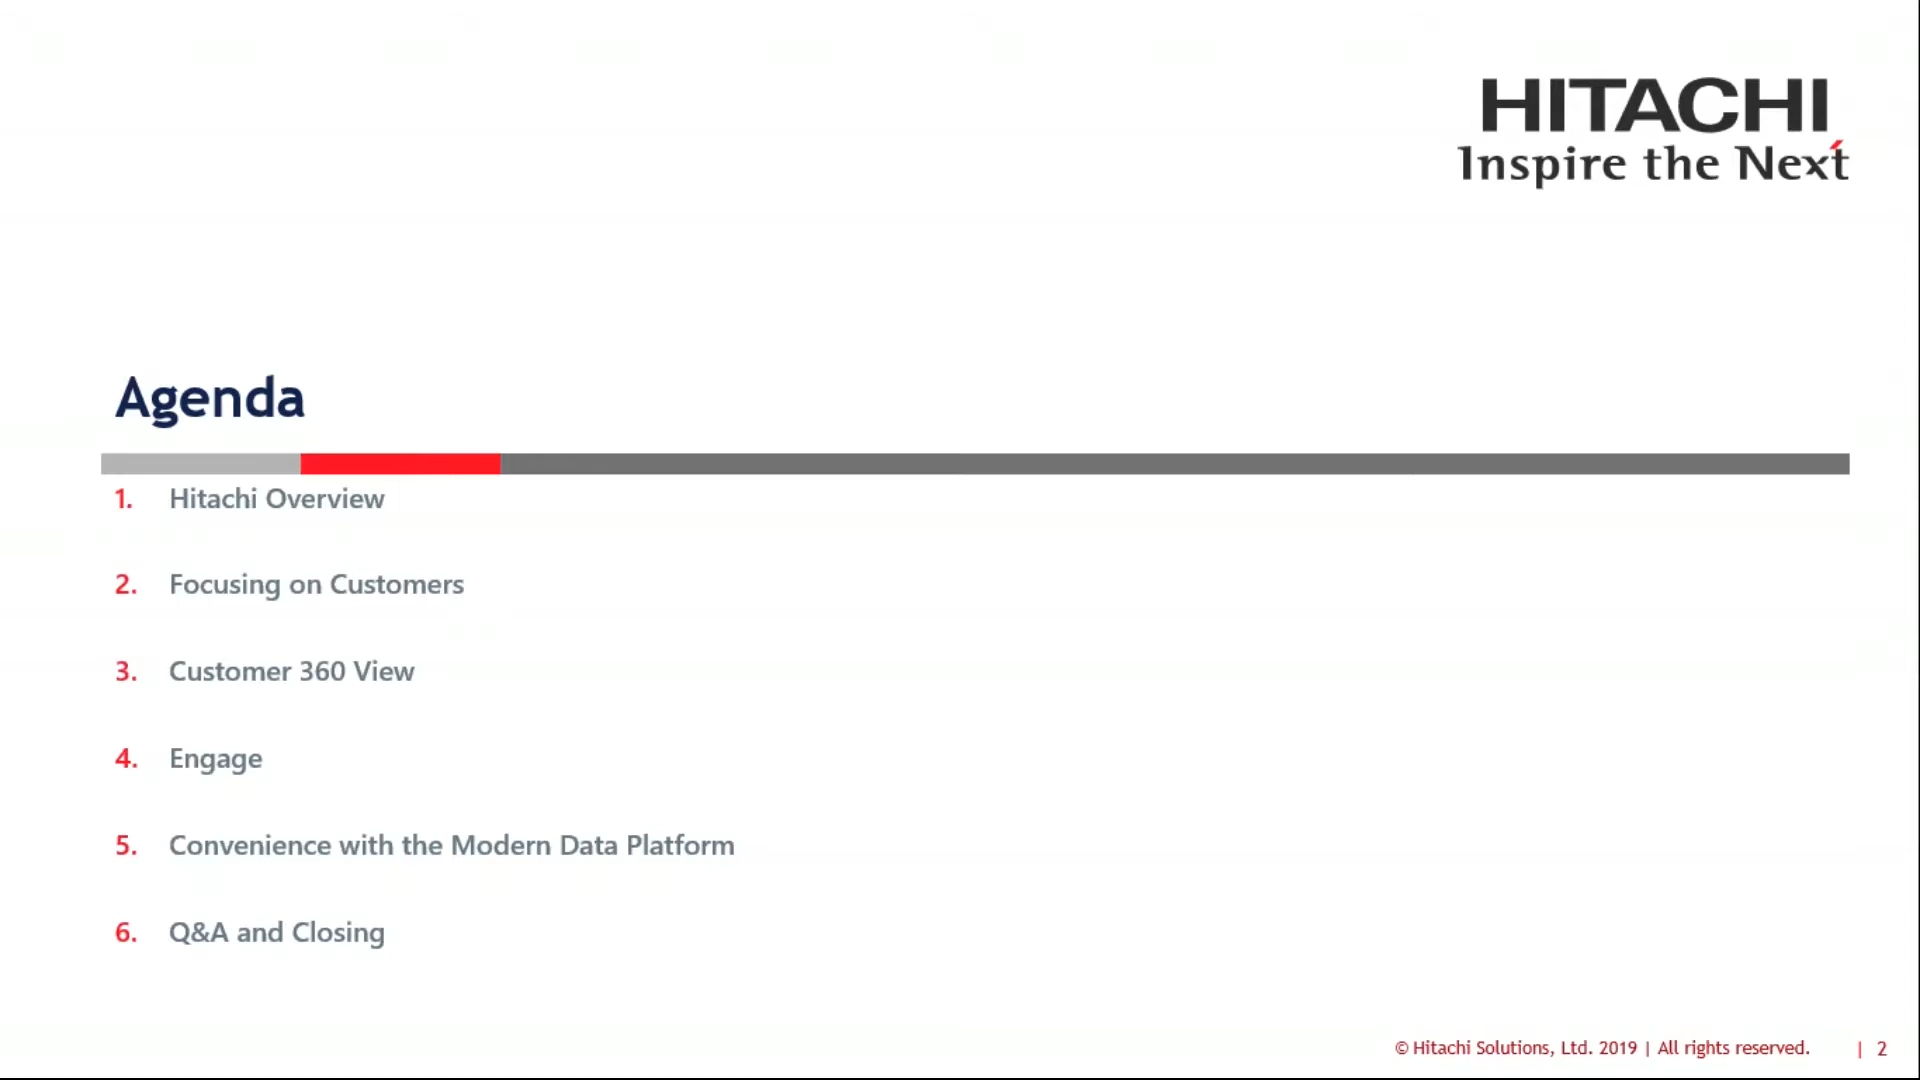 HITACHI
Inspire the Next
Agenda
1. Hitachi Overview
2. Focusing on Customers
3. Customer 360 View
4. Engage
5. Convenience with the Modern Data Platform
6. Q&A and Closing
© Hitachi Solutions, Ltd. 2019 | All rights reserved. | 2